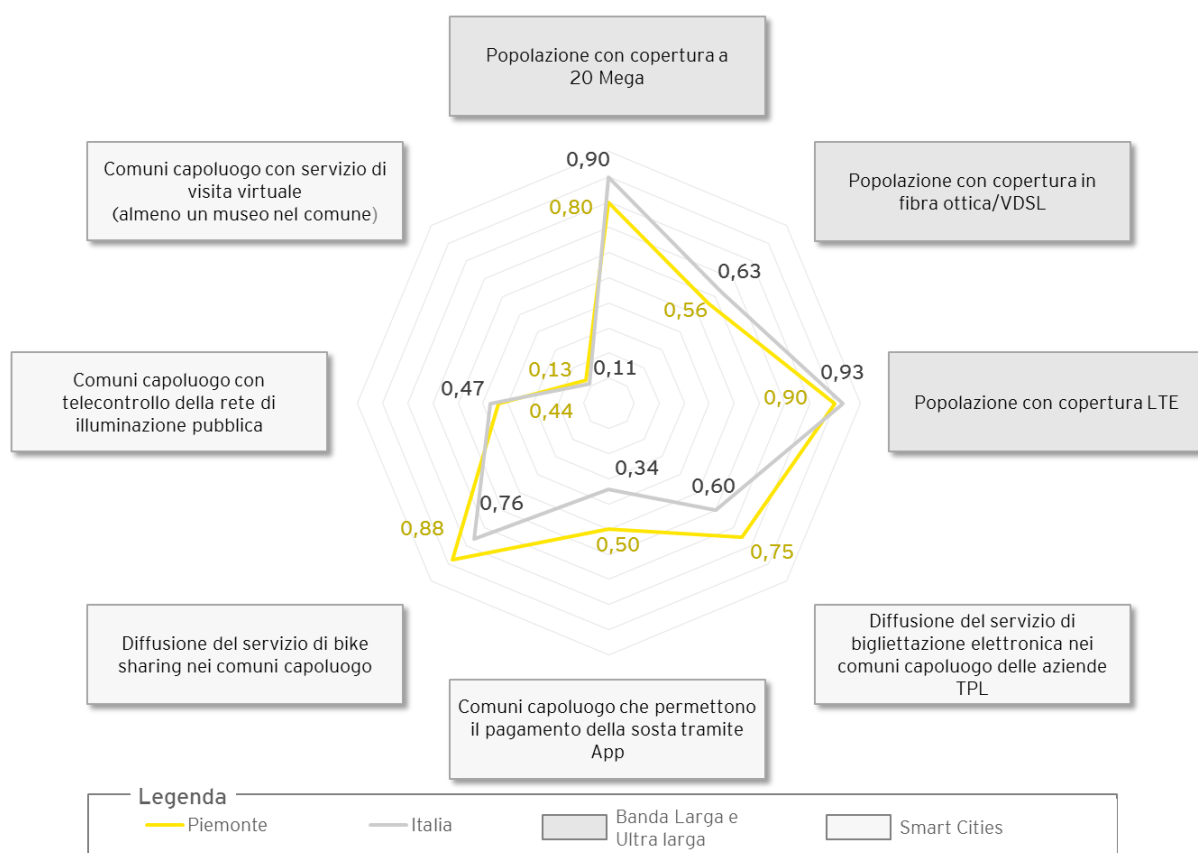 Popolazione con copertura a
20 Mega
Comuni capoluogo con servizio di
visita virtuale
(almeno un museo nel comune)
Popolazione con copertura in
fibra ottica/VDSL
0,90
0,80
0,63
0,56
Comuni capoluogo con
telecontrollo della rete di
illuminazione pubblica
0,47
0,13
0,44
0,11
0,90
0,93
Popolazione con copertura LTE
0,34
0,60
0,76
0,88
0,50
0,75
Diffusione del servizio di bike
sharing nei comuni capoluogo
Diffusione del servizio di
bigliettazione elettronica nei
comuni capoluogo delle aziende
TPL
Comuni capoluogo che permettono
il pagamento della sosta tramite
App
Legenda
Piemonte
Italia
Banda Larga e
Ultra larga
Smart Cities